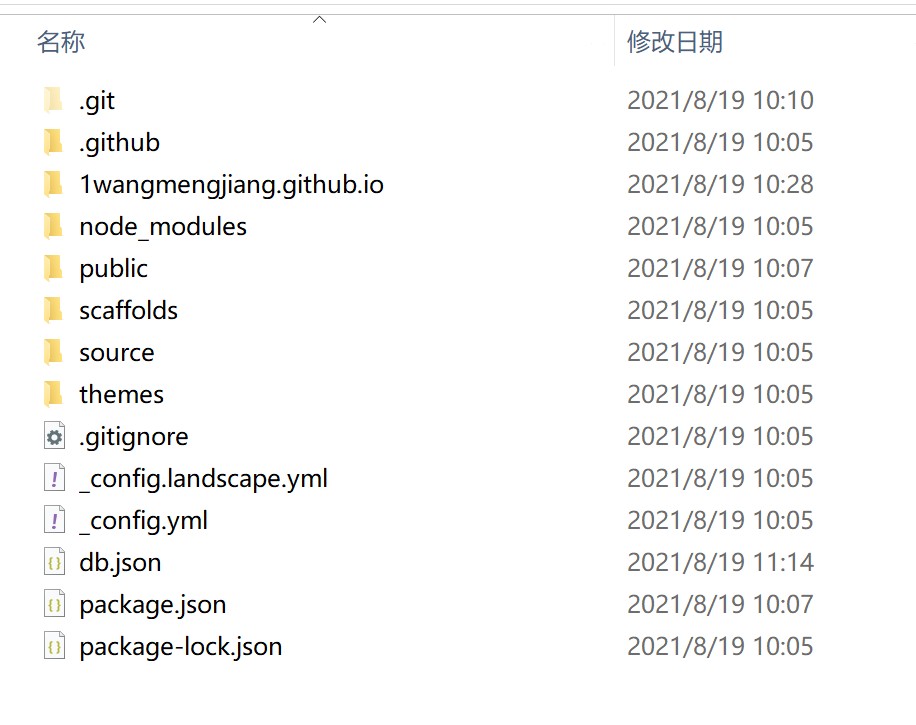 名称 修改日期
.git 2021/8/19 10:10
.github 2021/8/19 10:05
1wangmengjiang.github.io 2021/8/19 10:28
node_modules 2021/8/19 10:05
public 2021/8/19 10:07
scaffolds 2021/8/19 10:05
source 2021/8/19 10:05
themes 2021/8/19 10:05
.gitignore 2021/8/19 10:05
_config.landscape.yml 2021/8/19 10:05
_config.yml 2021/8/19 10:05
db.json 2021/8/19 11:14
package.json 2021/8/19 10:07
package-lock.json 2021/8/19 10:05